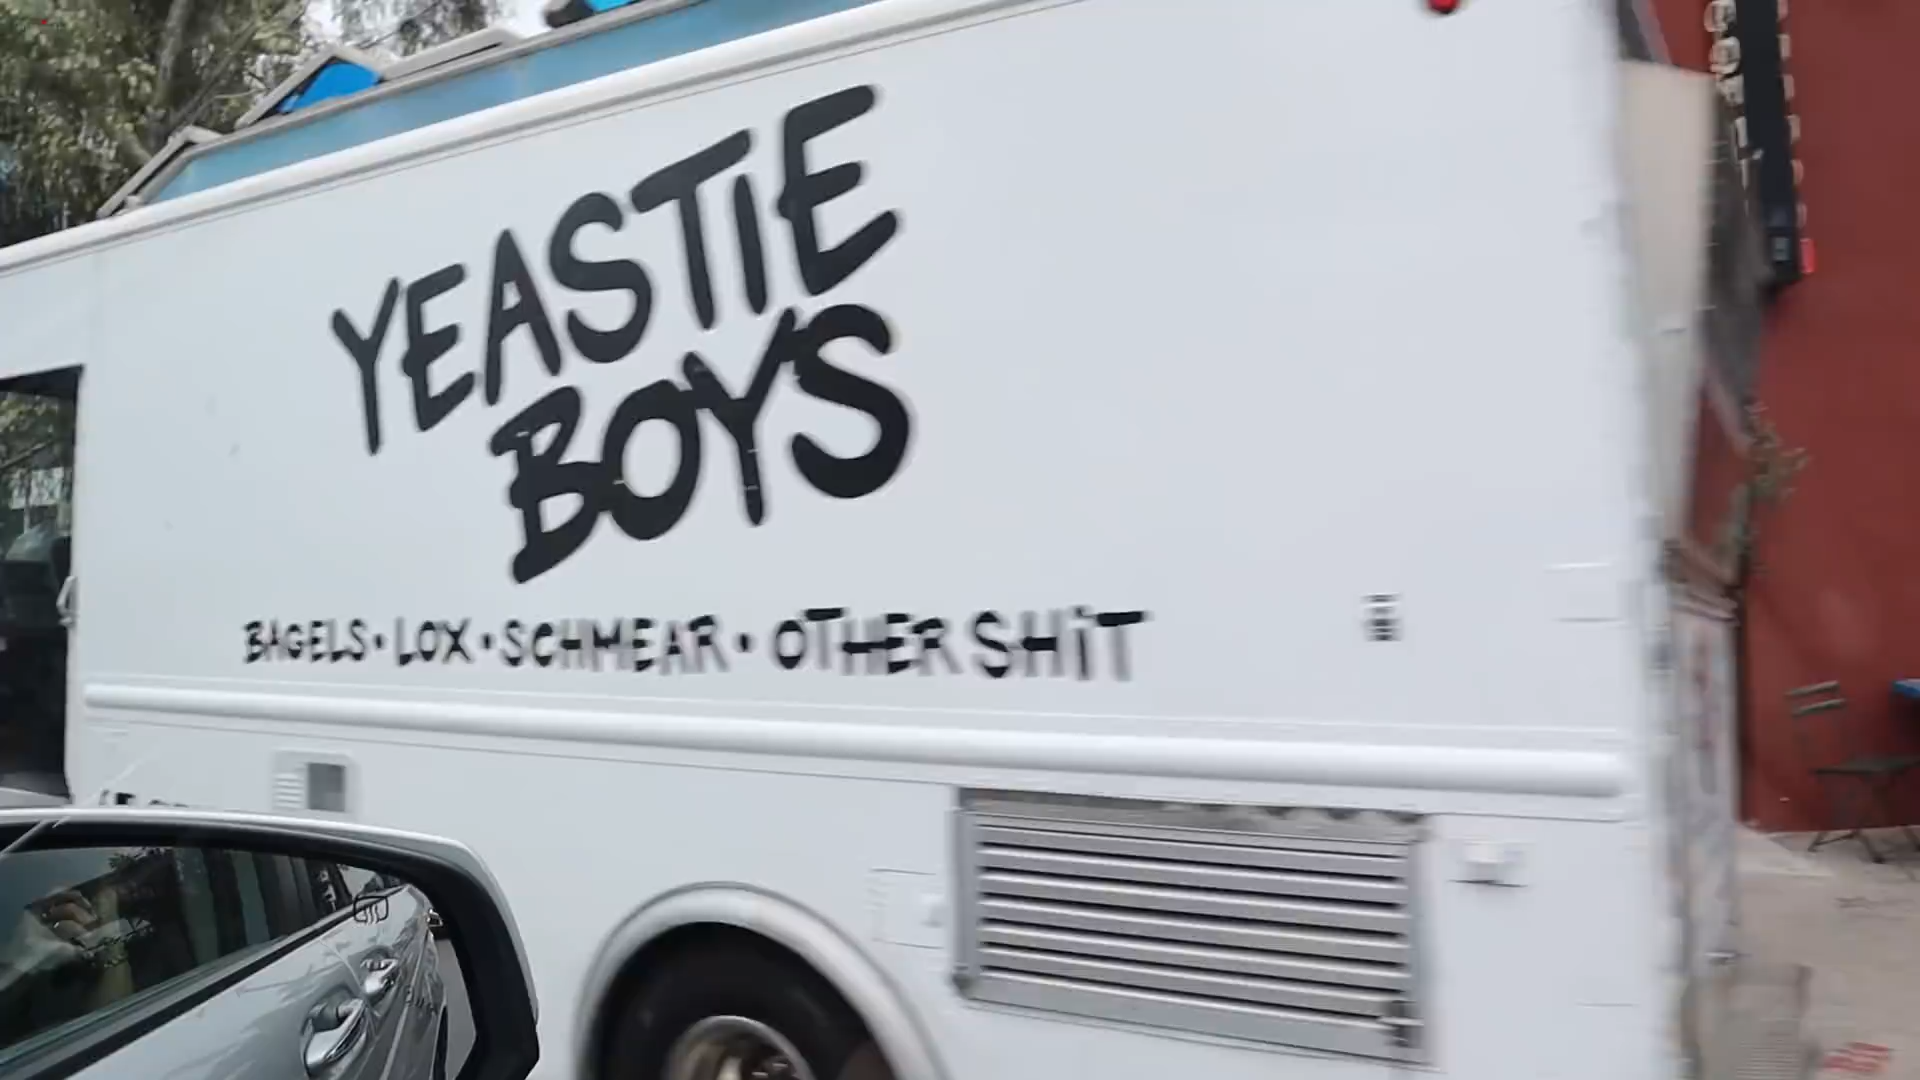 YEASTIE
BOYS
BAGELS • LOX • SCHMEAR • OTHER SHiT